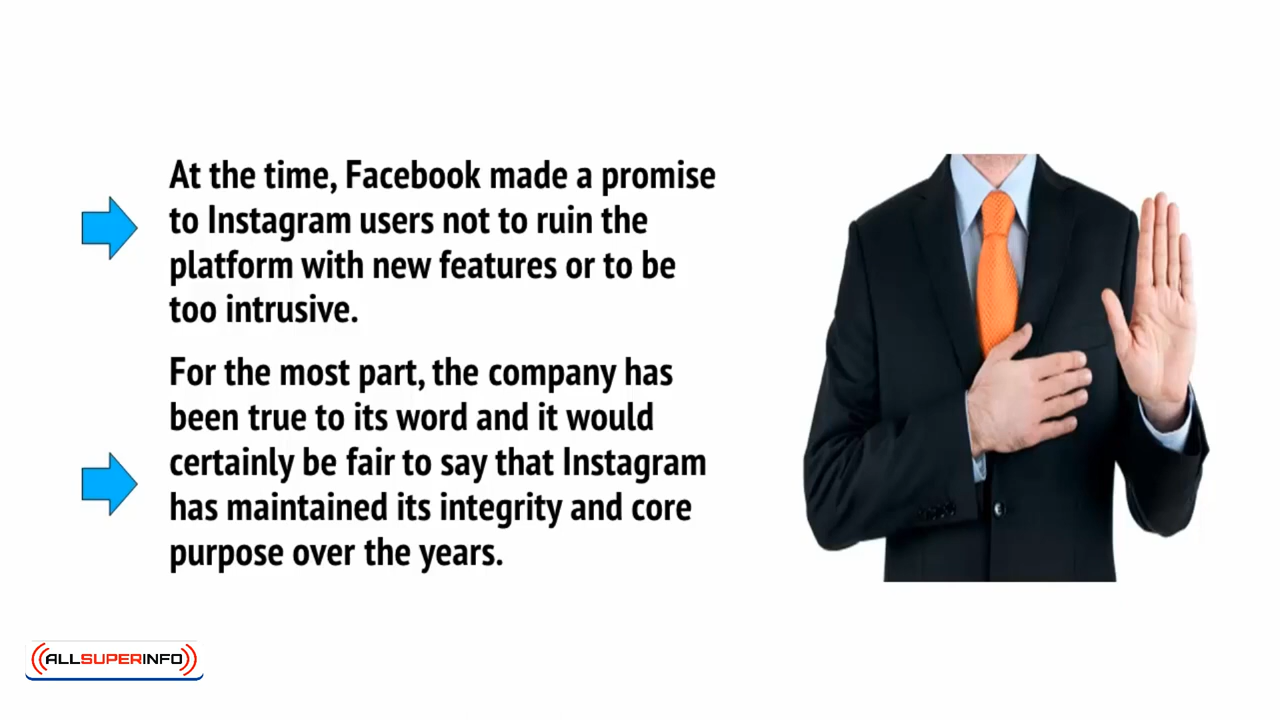 At the time, Facebook made a promise
to Instagram users not to ruin the
platform with new features or to be
too intrusive.
For the most part, the company has
been true to its word and it would
certainly be fair to say that Instagram
has maintained its integrity and core
purpose over the years.
ALLSUPERINFO